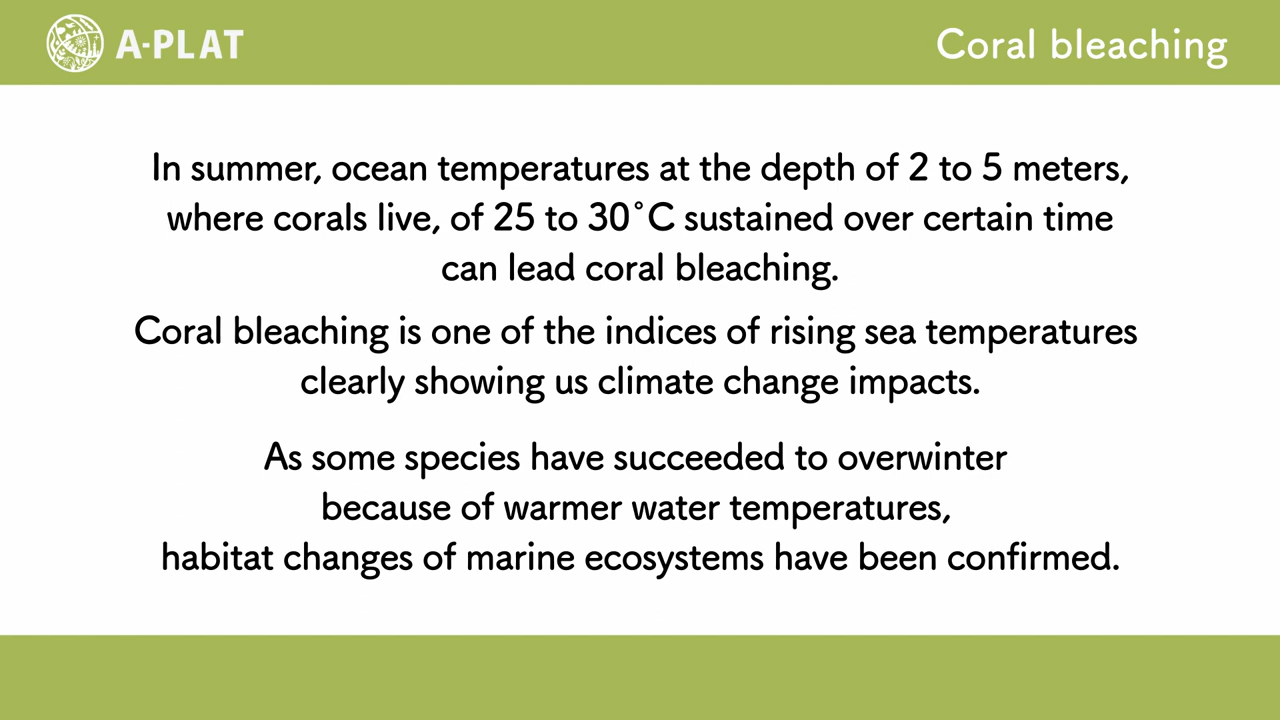 A-PLAT
Coral bleaching
In summer, ocean temperatures at the depth of 2 to 5 meters,
where corals live, of 25 to 30˚C sustained over certain time
can lead coral bleaching.
Coral bleaching is one of the indices of rising sea temperatures
clearly showing us climate change impacts.
As some species have succeeded to overwinter
because of warmer water temperatures,
habitat changes of marine ecosystems have been confirmed.